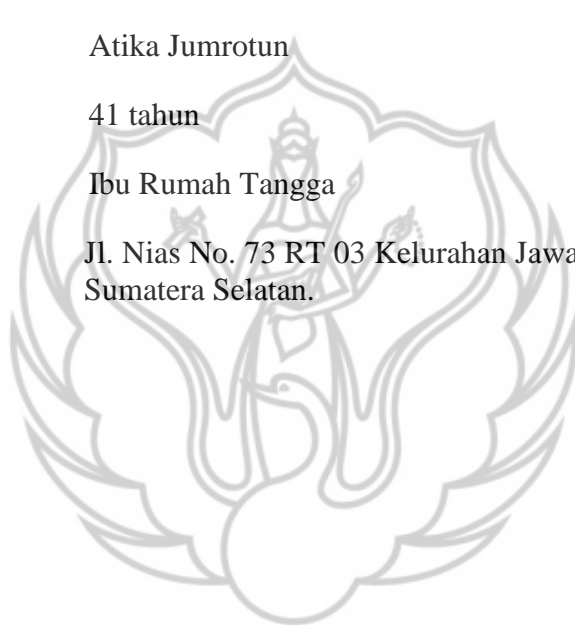 Atika Jumrotun
41 tahun
Ibu Rumah Tangga
Jl. Nias No. 73 RT 03 Kelurahan Jawa
Sumatera Selatan.